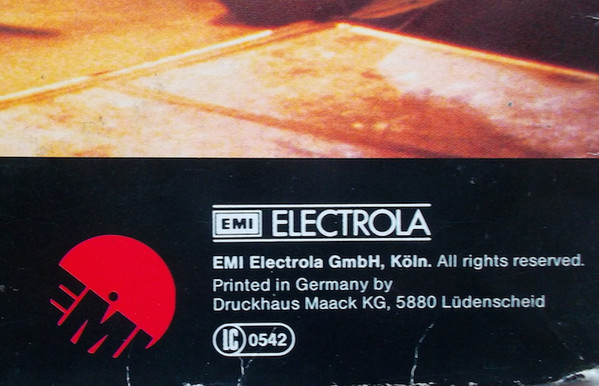 EMI ELECTROLA
EMI Electrola GmbH, Köln. All rights reserved.
Printed in Germany by
Druckhaus Maack KG, 5880 Lüdenscheid
EMI
LC 0542